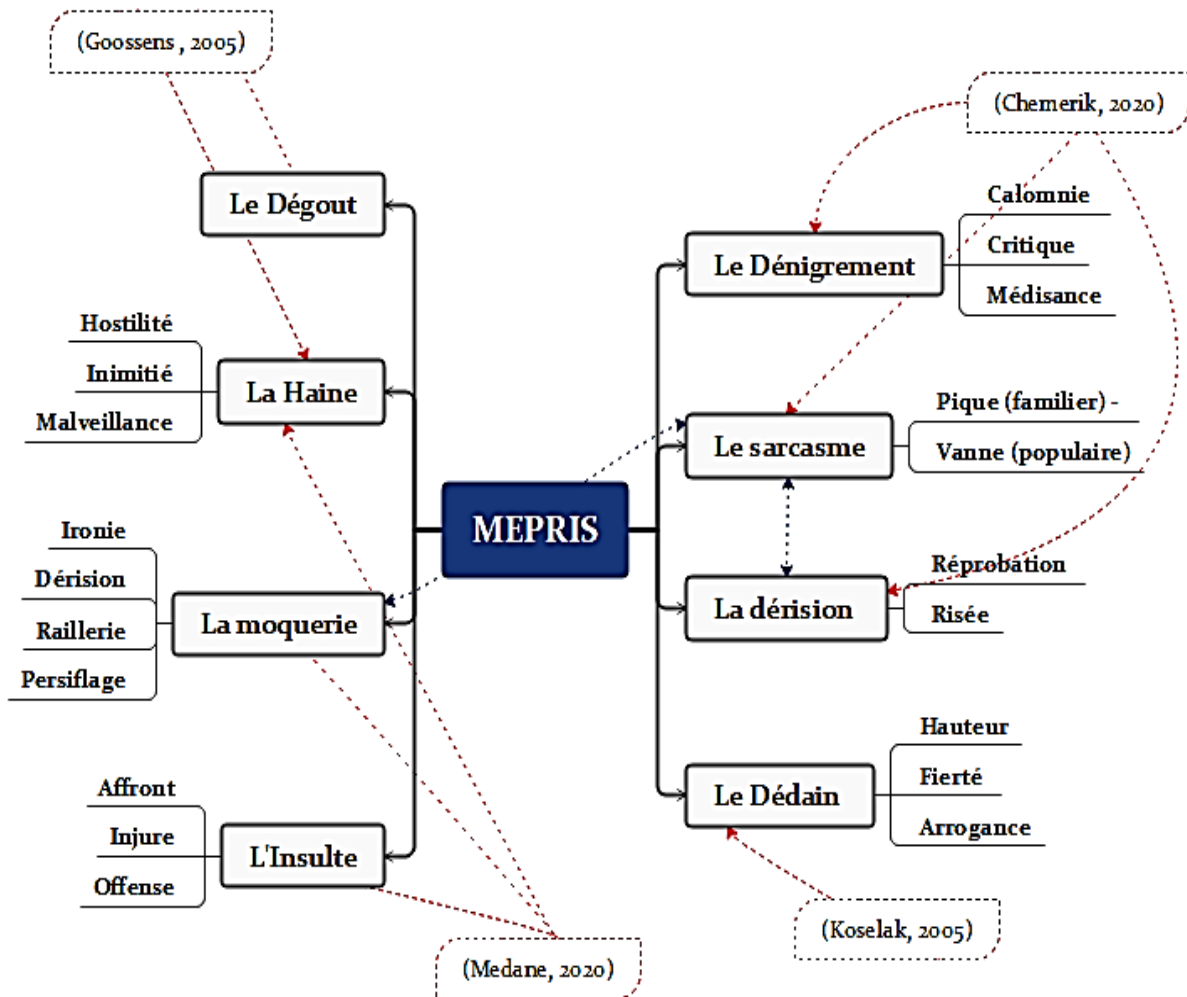 (Goossens , 2005)
(Chemerik, 2020)
Le Dégout
Hostilité
Inimitié
Malveillance
La Haine
Ironie
Dérision
Raillerie
Persiflage
La moquerie
Affront
Injure
Offense
L'Insulte
(Medane, 2020)
MEPRIS
Le Dénigrement
Calomnie
Critique
Médisance
Le sarcasme
Pique (familier) -
Vanne (populaire)
La dérision
Réprobation
Risée
Le Dédain
Hauteur
Fierté
Arrogance
(Koselak, 2005)